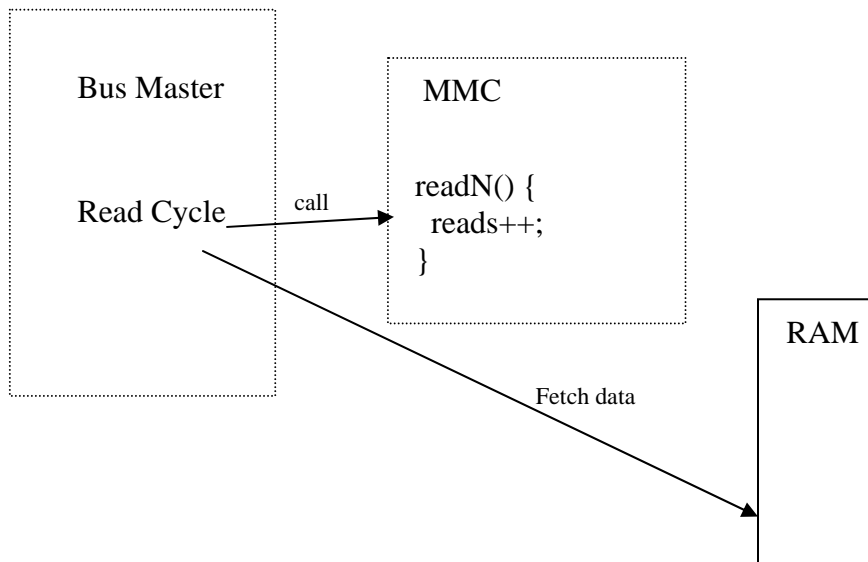 Bus Master
MMC
Read Cycle
call
readN() {
reads++;
}
RAM
Fetch data